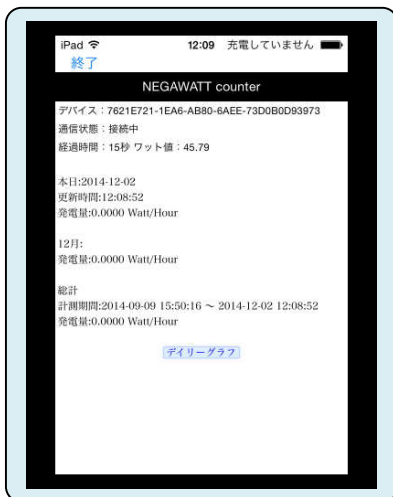 iPad 12:09 充電していません
終了
NEGAWATT counter
デバイス：7621E721-1EA6-AB80-6AEE-73D0B0D93973
通信状態：接続中
経過時間：15秒 ワット値：45.79
本日:2014-12-02
更新時間:12:08:52
発電量:0.0000 Watt/Hour
12月:
発電量:0.0000 Watt/Hour
総計
計測期間:2014-09-09 15:50:16 ～ 2014-12-02 12:08:52
発電量:0.0000 Watt/Hour
デイリーグラフ